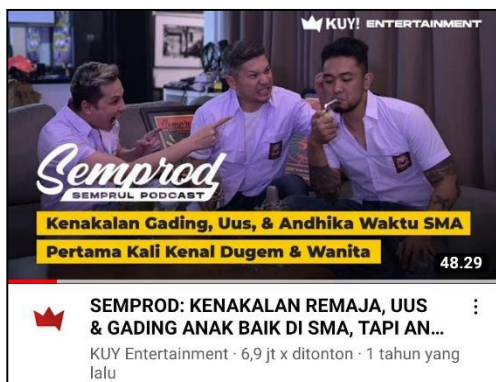 KUY! ENTERTAINMENT
Semprod
SEMPRUL PODCAST
Kenakalan Gading, Uus, & Andhika Waktu SMA
Pertama Kali Kenal Dugem & Wanita
48.29
SEMPROD: KENAKALAN REMAJA, UUS
& GADING ANAK BAIK DI SMA, TAPI AN...
KUY Entertainment · 6,9 jt x ditonton · 1 tahun yang
lalu